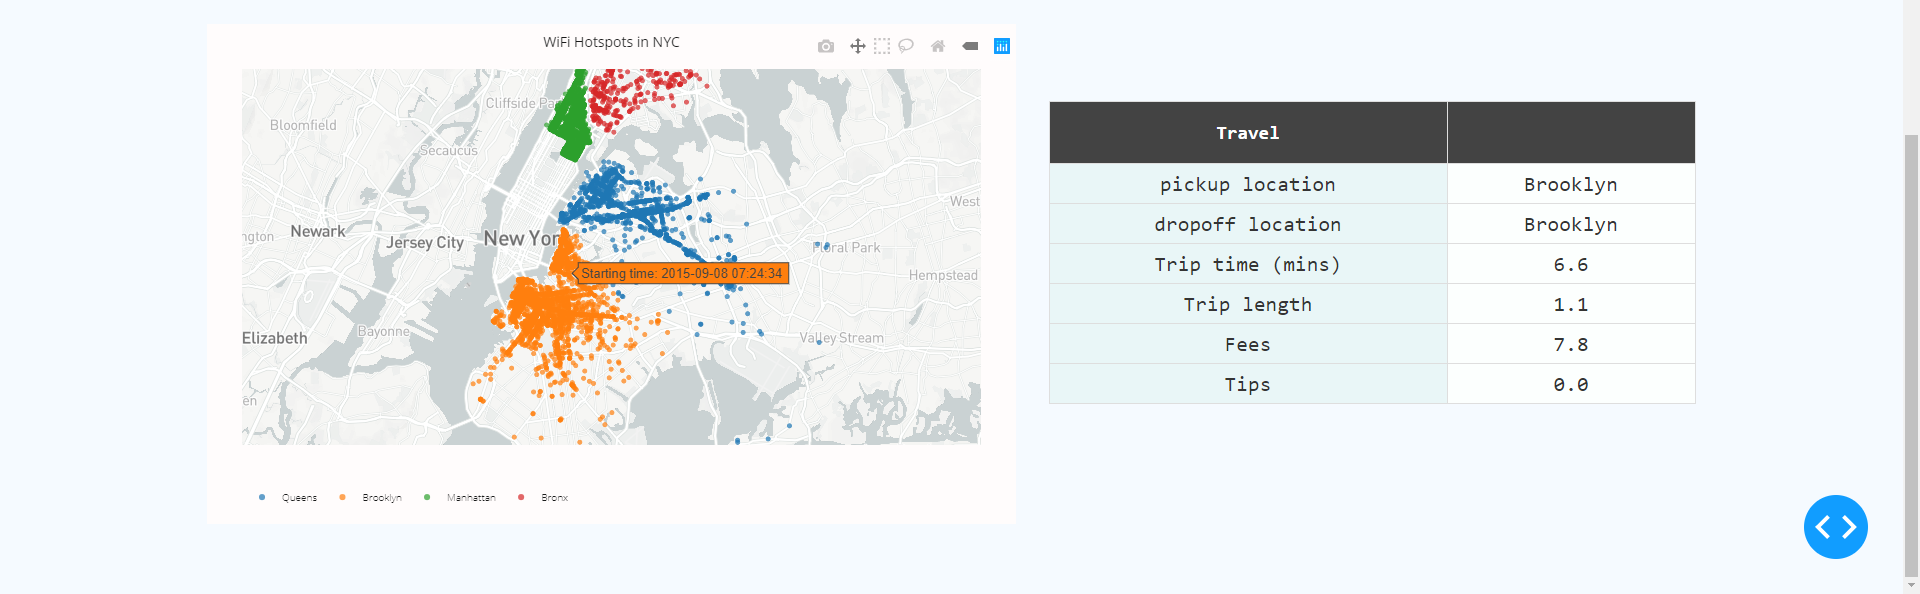 WiFi Hotspots in NYC
Cliffside Pa
Bloomfield
Secaucus
West
Newark
ngton
Jersey City
New Yor
Floral Park
Starting time: 2015-09-08 07:24:34
Hempstead
Elizabeth
Bayonne
Valley Stream
en
Queens Brooklyn Manhattan Bronx
Travel
pickup location Brooklyn
dropoff location Brooklyn
Trip time (mins) 6.6
Trip length 1.1
Fees 7.8
Tips 0.0